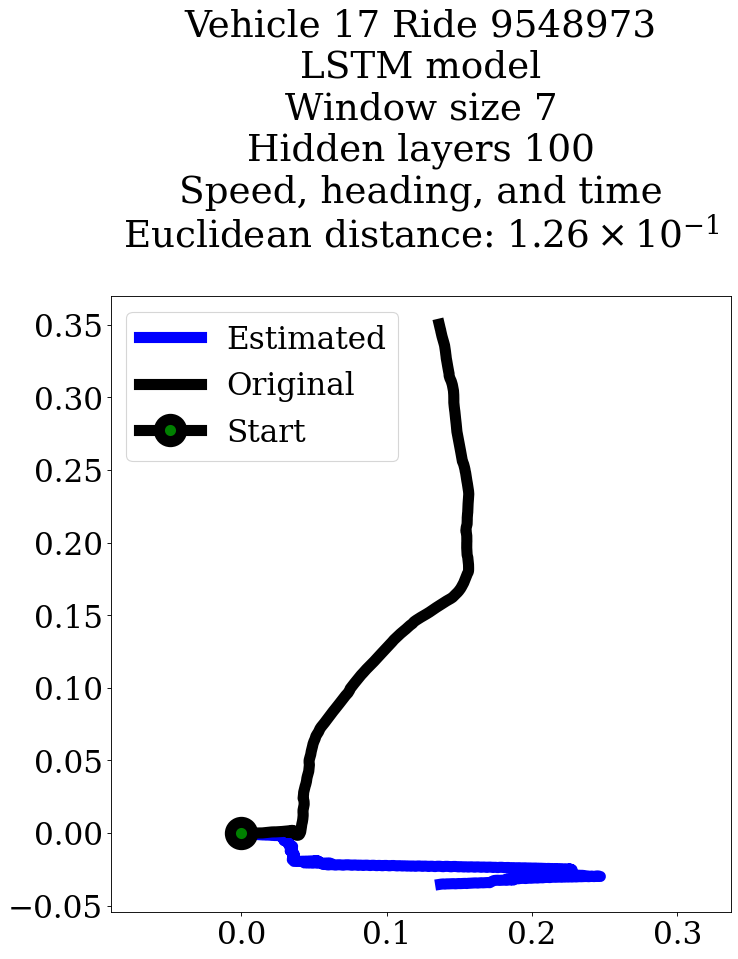 Vehicle 17 Ride 9548973
LSTM model
Window size 7
Hidden layers 100
Speed, heading, and time
Euclidean distance: 1.26 × 10⁻¹
Estimated
Original
Start
0.35
0.30
0.25
0.20
0.15
0.10
0.05
0.00
−0.05
0.0 0.1 0.2 0.3